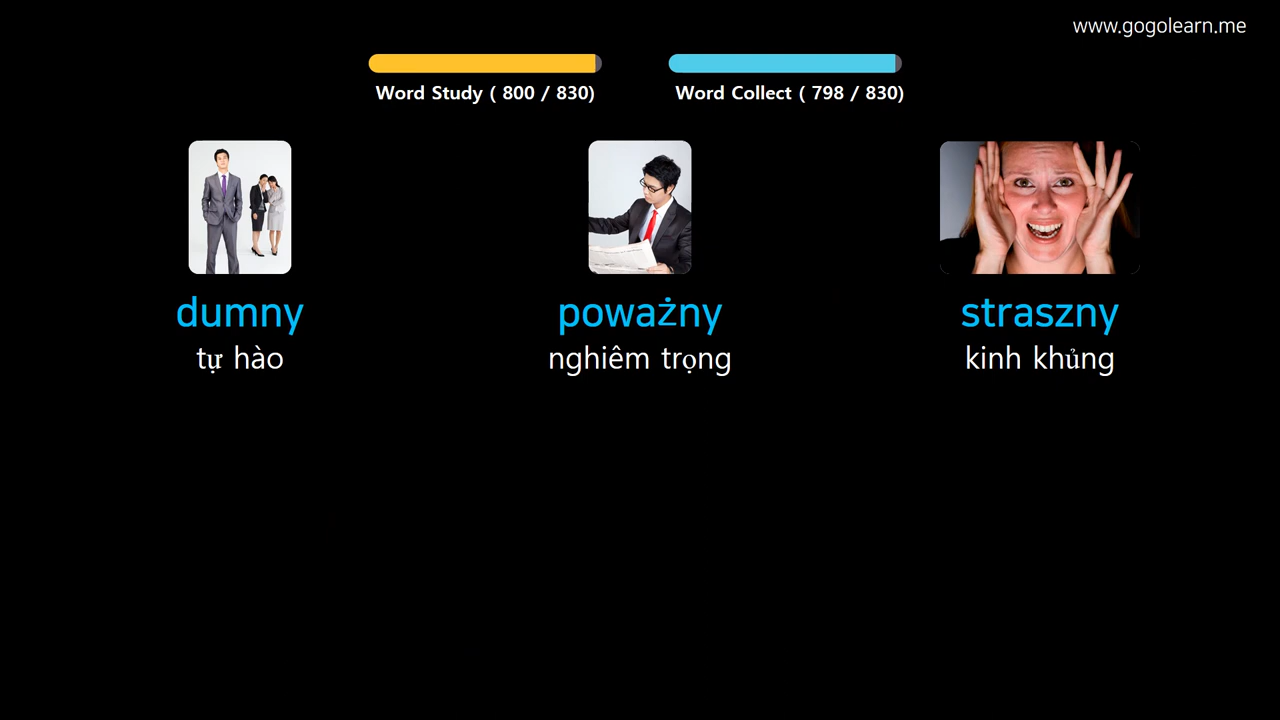 www.gogolearn.me
Word Study ( 800 / 830)
Word Collect ( 798 / 830)
dumny
tự hào
poważny
nghiêm trọng
straszny
kinh khủng